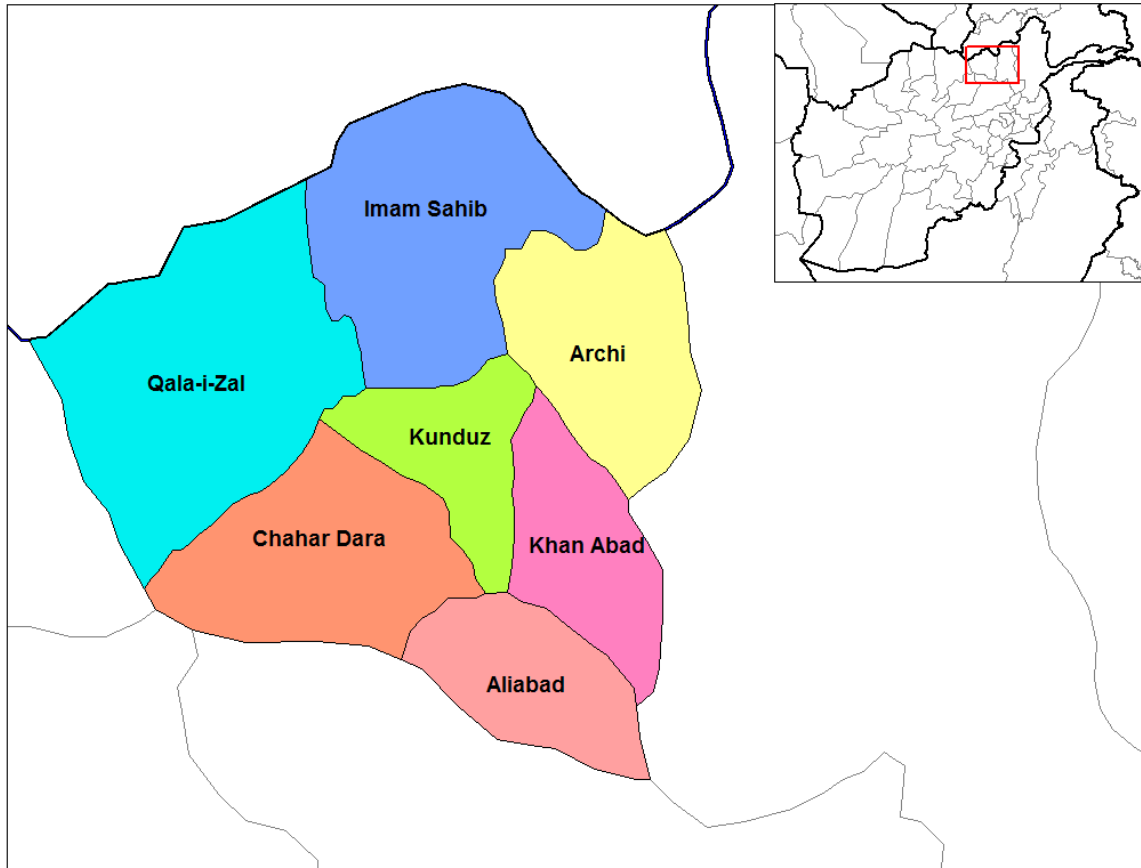 Imam Sahib
Archi
Qala-i-Zal
Kunduz
Chahar Dara
Khan Abad
Aliabad